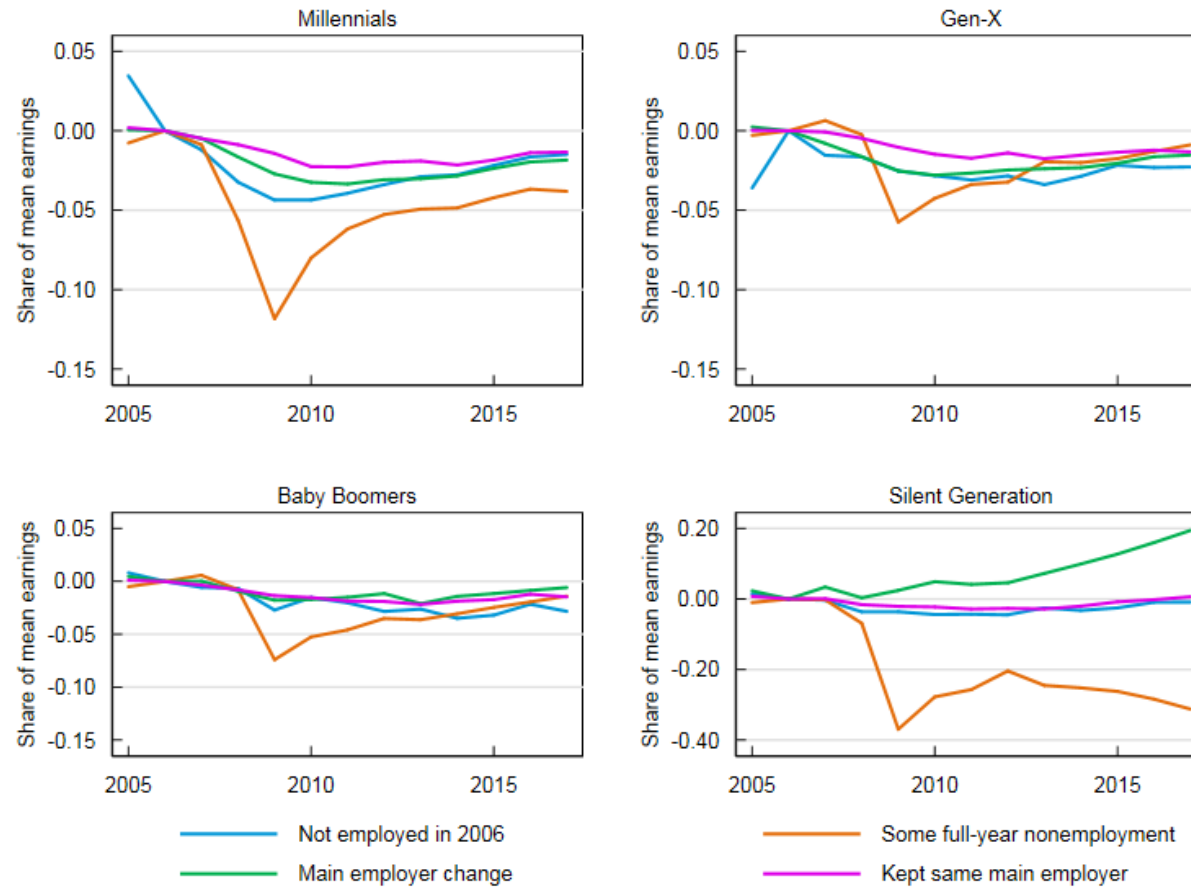 Millennials
Share of mean earnings
0.05
0.00
-0.05
-0.10
-0.15
2005
2010
2015
Gen-X
Share of mean earnings
0.05
0.00
-0.05
-0.10
-0.15
2005
2010
2015
Baby Boomers
Share of mean earnings
0.05
0.00
-0.05
-0.10
-0.15
2005
2010
2015
Silent Generation
Share of mean earnings
0.20
0.00
-0.20
-0.40
2005
2010
2015
Not employed in 2006
Some full-year nonemployment
Main employer change
Kept same main employer